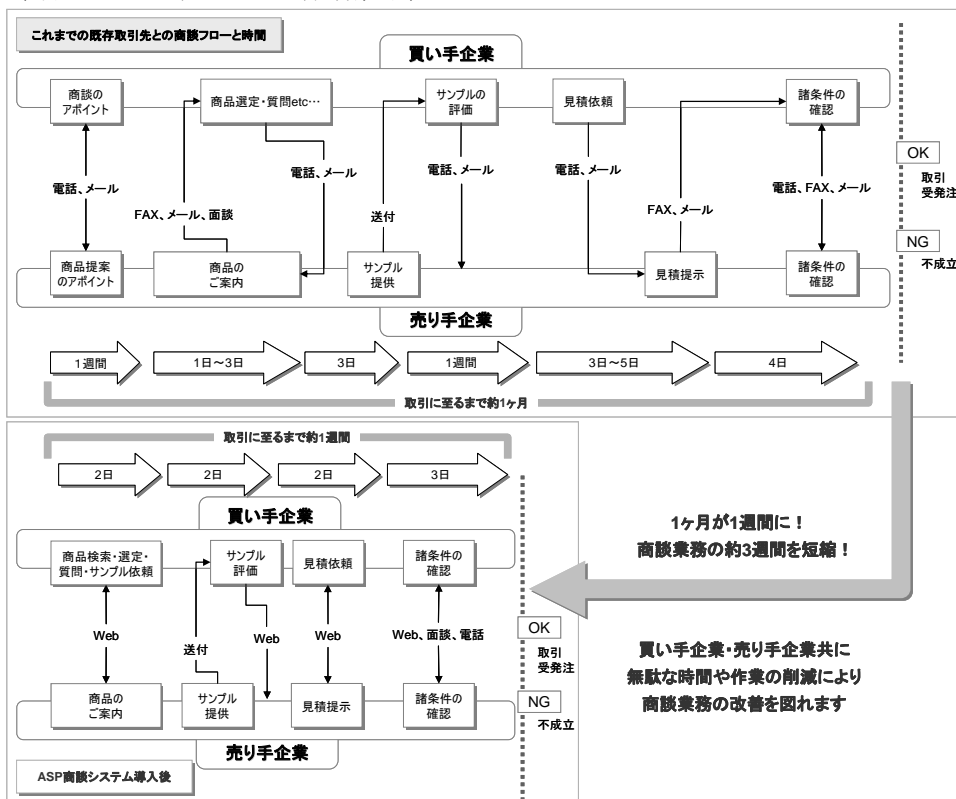 これまでの既存取引先との商談フローと時間
買い手企業
商談の
アポイント
商品選定・質問etc…
サンプルの
評価
見積依頼
諸条件の
確認
電話、メール
FAX、メール、面談
電話、メール
送付
電話、メール
電話、メール
FAX、メール
電話、FAX、メール
OK
取引
受発注
NG
不成立
商品提案
のアポイント
商品の
ご案内
サンプル
提供
見積提示
諸条件の
確認
売り手企業
1週間
1日～3日
3日
1週間
3日～5日
4日
取引に至るまで約1ヶ月
取引に至るまで約1週間
2日
2日
2日
3日
買い手企業
商品検索・選定・
質問・サンプル依頼
サンプル
評価
見積依頼
諸条件の
確認
Web
送付
Web
Web
Web、面談、電話
OK
取引
受発注
NG
不成立
商品の
ご案内
サンプル
提供
見積提示
諸条件の
確認
売り手企業
ASP商談システム導入後
1ヶ月が1週間に！
商談業務の約3週間を短縮！
買い手企業・売り手企業共に
無駄な時間や作業の削減により
商談業務の改善を図れます